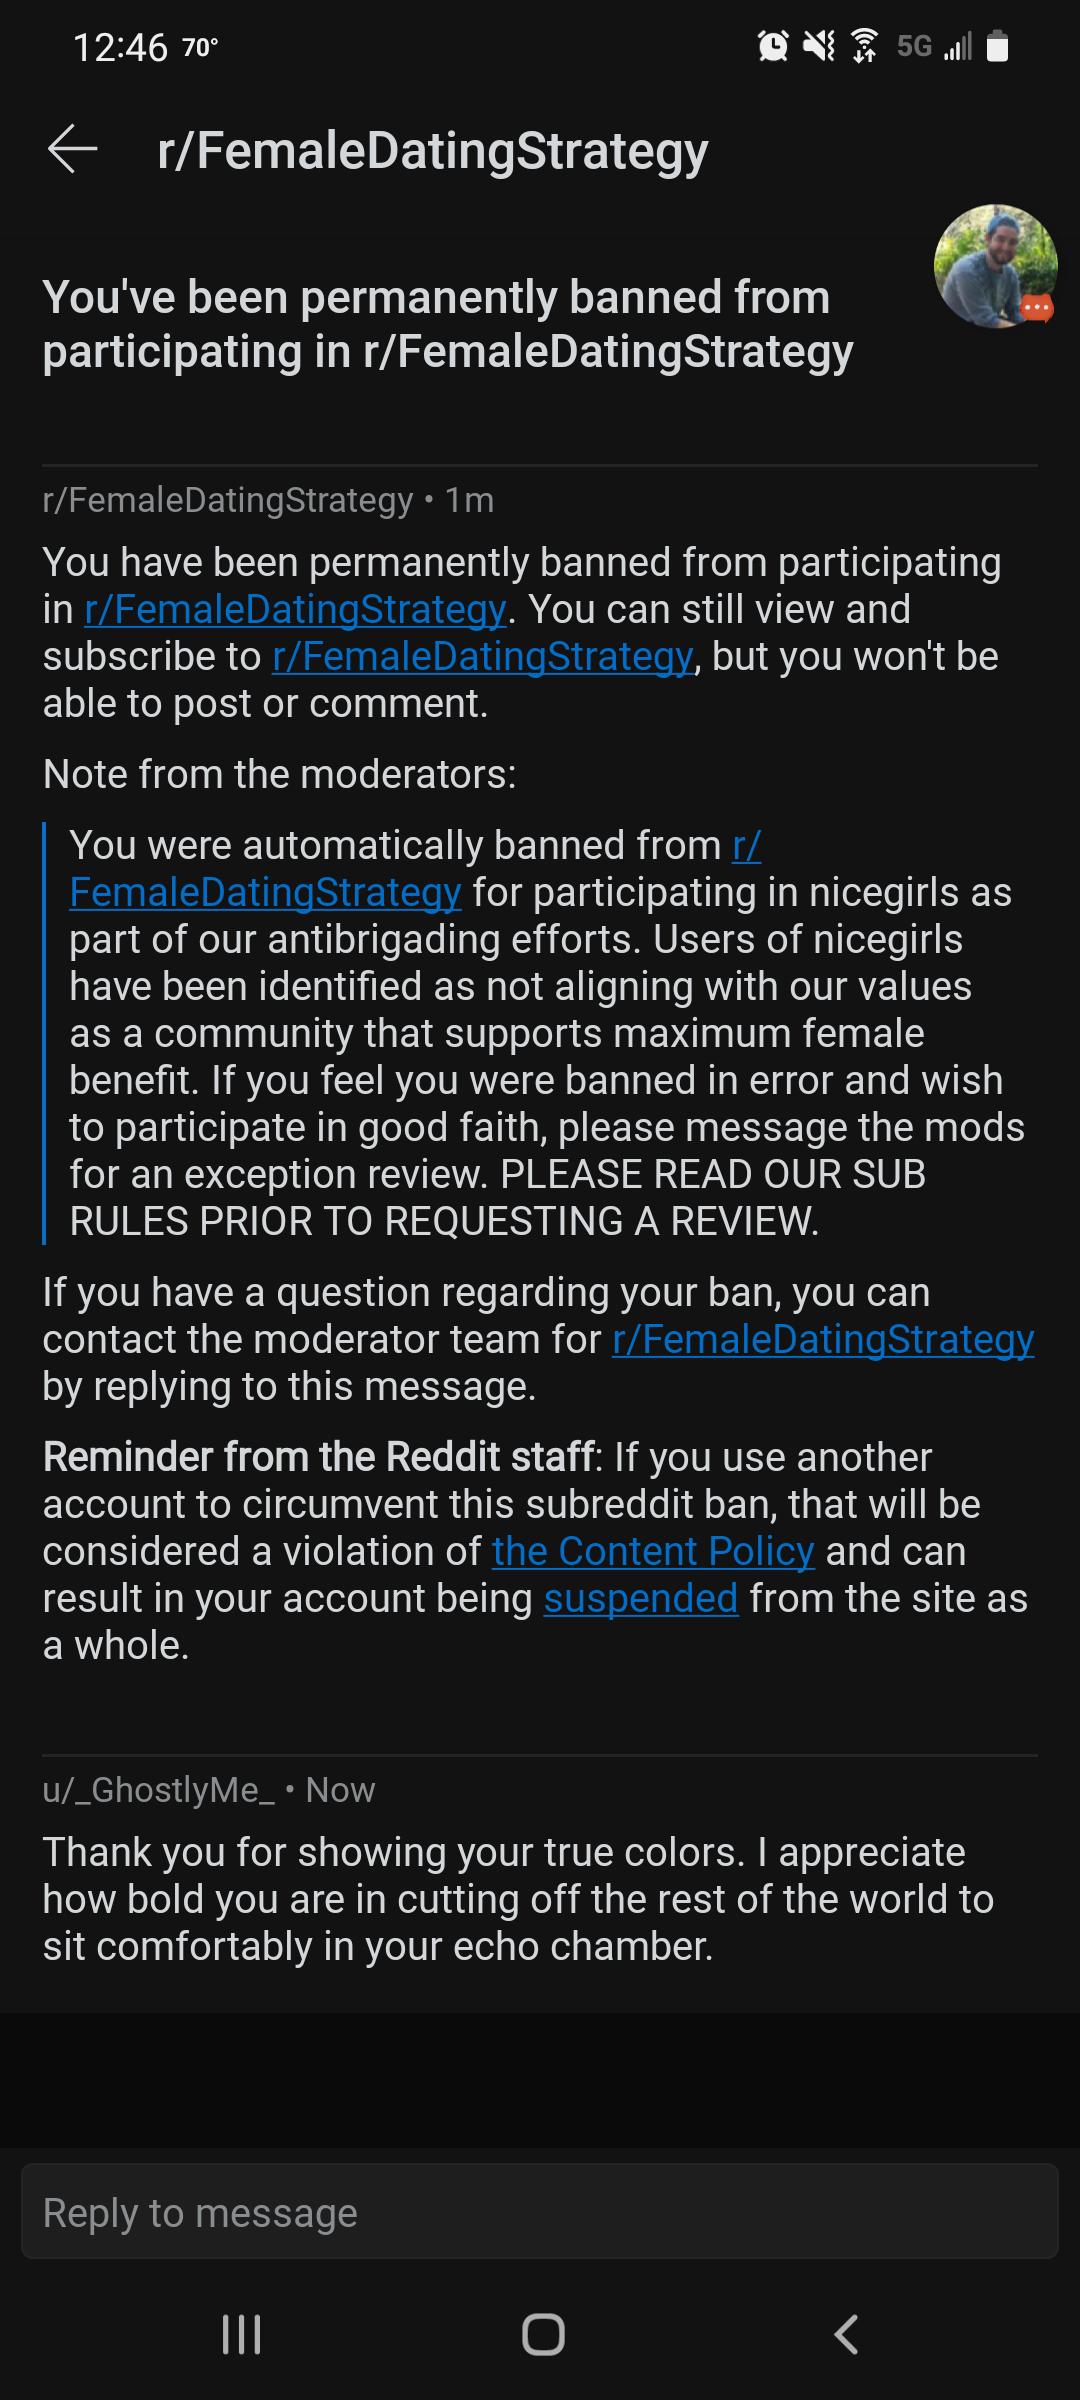 12:46 70°
5G
r/FemaleDatingStrategy
You've been permanently banned from
participating in r/FemaleDatingStrategy
r/FemaleDatingStrategy • 1m
You have been permanently banned from participating
in r/FemaleDatingStrategy. You can still view and
subscribe to r/FemaleDatingStrategy, but you won't be
able to post or comment.
Note from the moderators:
You were automatically banned from r/
FemaleDatingStrategy for participating in nicegirls as
part of our antibrigading efforts. Users of nicegirls
have been identified as not aligning with our values
as a community that supports maximum female
benefit. If you feel you were banned in error and wish
to participate in good faith, please message the mods
for an exception review. PLEASE READ OUR SUB
RULES PRIOR TO REQUESTING A REVIEW.
If you have a question regarding your ban, you can
contact the moderator team for r/FemaleDatingStrategy
by replying to this message.
Reminder from the Reddit staff: If you use another
account to circumvent this subreddit ban, that will be
considered a violation of the Content Policy and can
result in your account being suspended from the site as
a whole.
u/_GhostlyMe_ • Now
Thank you for showing your true colors. I appreciate
how bold you are in cutting off the rest of the world to
sit comfortably in your echo chamber.
Reply to message